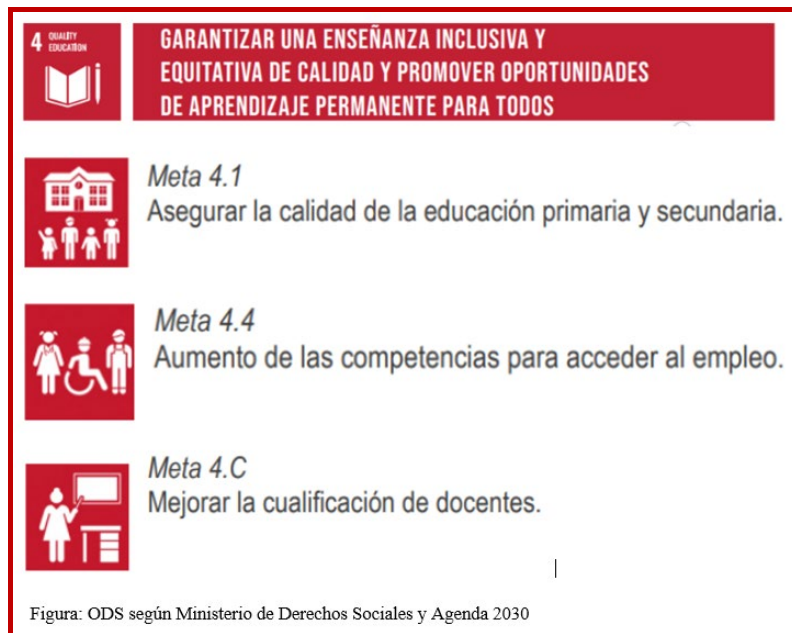 4 QUALITY
EDUCATION
GARANTIZAR UNA ENSEÑANZA INCLUSIVA Y
EQUITATIVA DE CALIDAD Y PROMOVER OPORTUNIDADES
DE APRENDIZAJE PERMANENTE PARA TODOS
Meta 4.1
Asegurar la calidad de la educación primaria y secundaria.
Meta 4.4
Aumento de las competencias para acceder al empleo.
Meta 4.C
Mejorar la cualificación de docentes.
Figura: ODS según Ministerio de Derechos Sociales y Agenda 2030